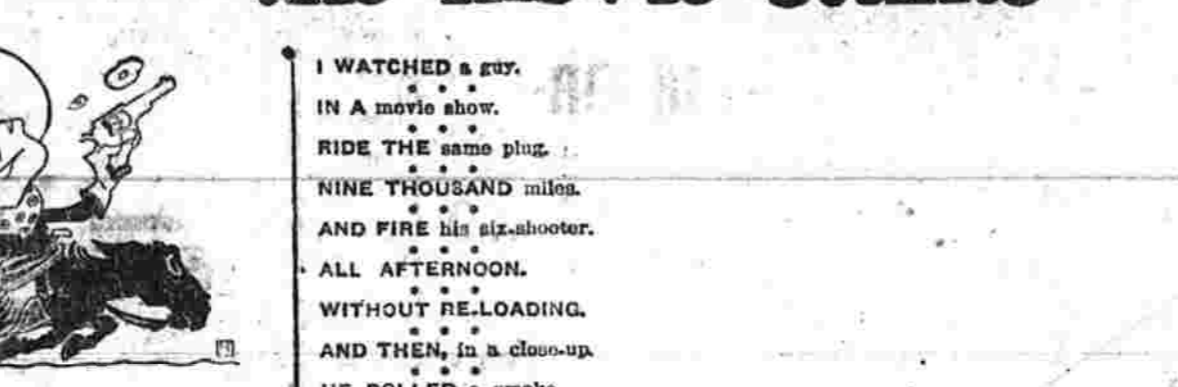 I WATCHED a guy.
• • •
IN A movie show.
• • •
RIDE THE same plug.
• • •
NINE THOUSAND miles.
• • •
AND FIRE his six-shooter.
• • •
ALL AFTERNOON.
• • •
WITHOUT RE-LOADING.
• • •
AND THEN, in a close-up.
• • •